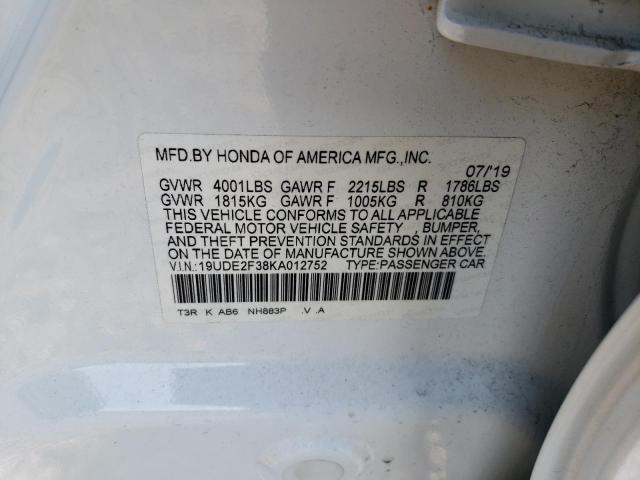 MFD.BY HONDA OF AMERICA MFG.,INC.
07/'19
GVWR 4001LBS GAWR F 2215LBS R 1786LBS
GVWR 1815KG GAWR F 1005KG R 810KG
THIS VEHICLE CONFORMS TO ALL APPLICABLE
FEDERAL MOTOR VEHICLE SAFETY , BUMPER,
AND THEFT PREVENTION STANDARDS IN EFFECT
ON THE DATE OF MANUFACTURE SHOWN ABOVE.
V.I.N.:19UDE2F38KA012752 TYPE:PASSENGER CAR
T3R K AB6 NH883P .V .A